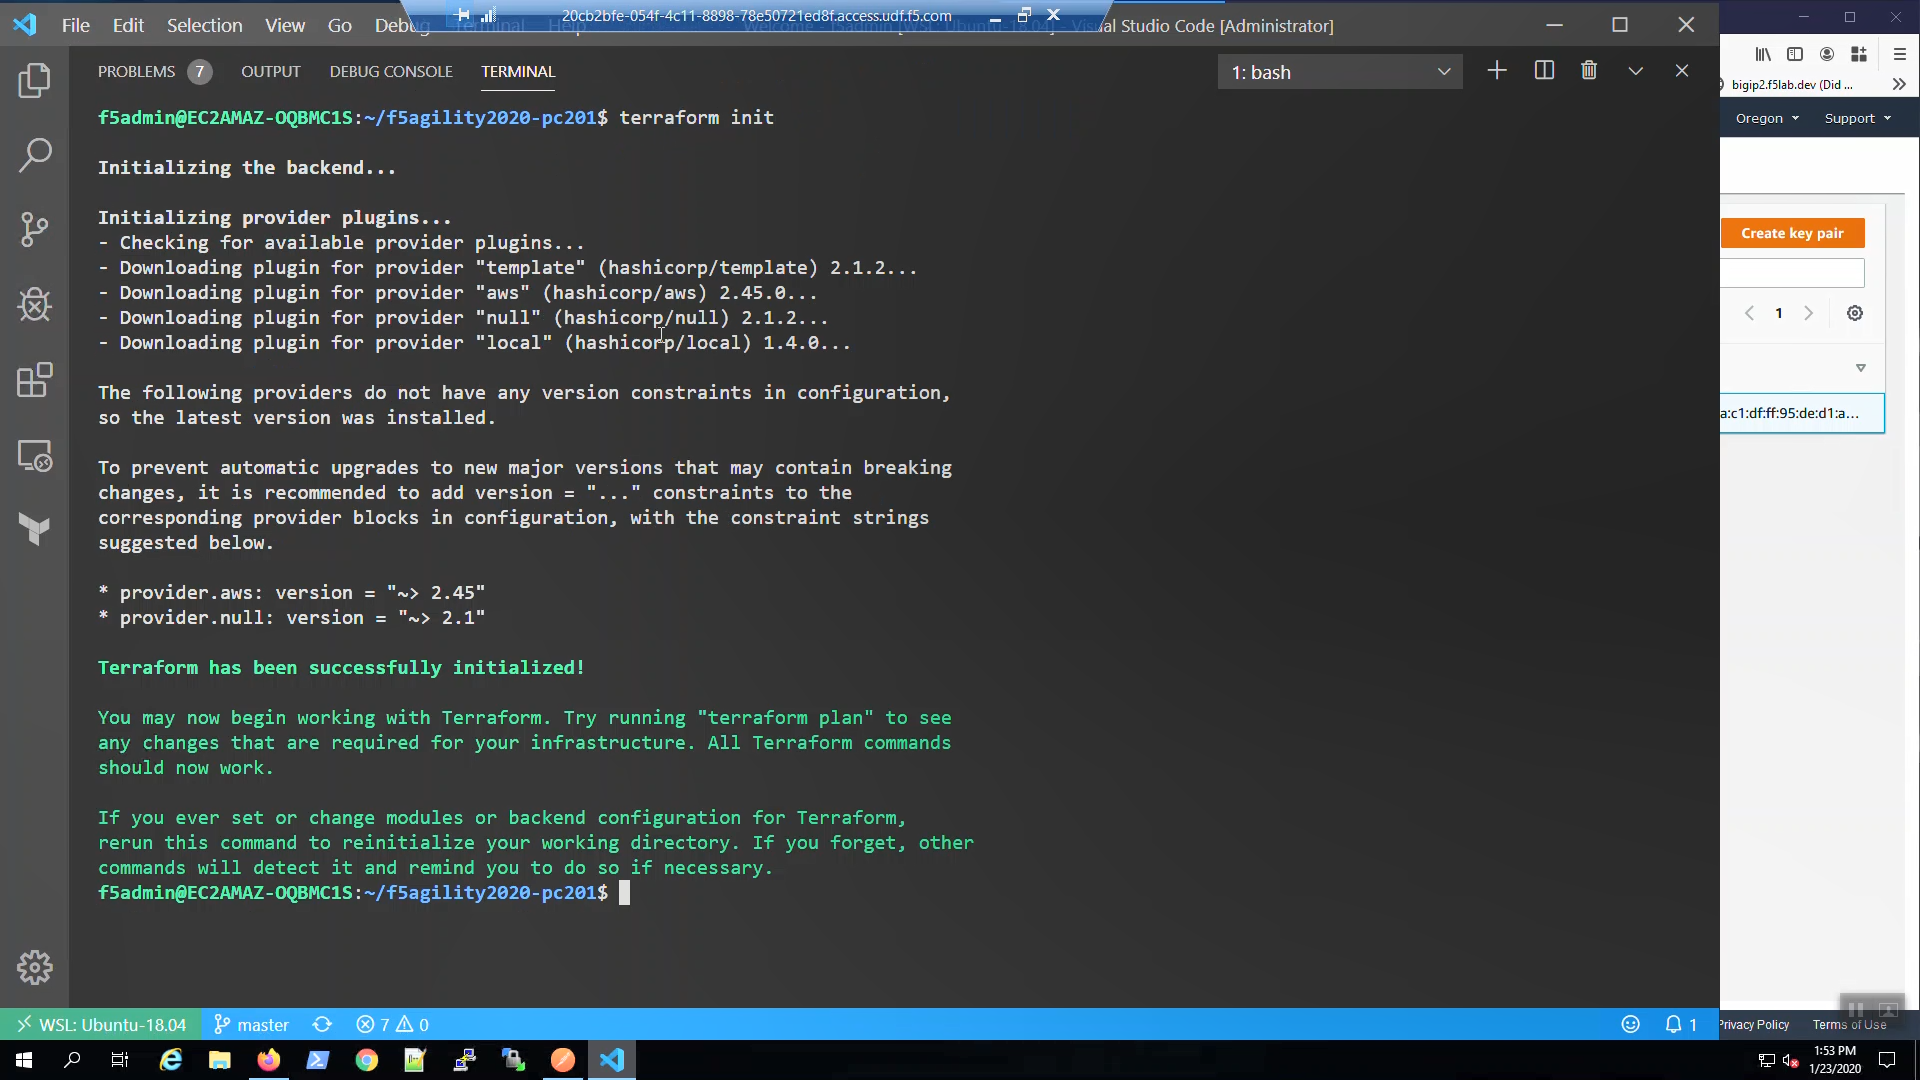 20cb2bfe-054f-4c11-8898-78e50721ed8f.access.udf.f5.com
File Edit Selection View Go Debug Terminal Help
Welcome - f5admin [WSL: Ubuntu-18.04] - Visual Studio Code [Administrator]
PROBLEMS 7 OUTPUT DEBUG CONSOLE TERMINAL
1: bash
f5admin@EC2AMAZ-OQBMC1S:~/f5agility2020-pc201$ terraform init
Initializing the backend...
Initializing provider plugins...
- Checking for available provider plugins...
- Downloading plugin for provider "template" (hashicorp/template) 2.1.2...
- Downloading plugin for provider "aws" (hashicorp/aws) 2.45.0...
- Downloading plugin for provider "null" (hashicorp/null) 2.1.2...
- Downloading plugin for provider "local" (hashicorp/local) 1.4.0...
The following providers do not have any version constraints in configuration,
so the latest version was installed.
To prevent automatic upgrades to new major versions that may contain breaking
changes, it is recommended to add version = "..." constraints to the
corresponding provider blocks in configuration, with the constraint strings
suggested below.
* provider.aws: version = "~> 2.45"
* provider.null: version = "~> 2.1"
Terraform has been successfully initialized!
You may now begin working with Terraform. Try running "terraform plan" to see
any changes that are required for your infrastructure. All Terraform commands
should now work.
If you ever set or change modules or backend configuration for Terraform,
rerun this command to reinitialize your working directory. If you forget, other
commands will detect it and remind you to do so if necessary.
f5admin@EC2AMAZ-OQBMC1S:~/f5agility2020-pc201$
WSL: Ubuntu-18.04 master 7 0 1
bigip2.f5lab.dev (Did ...
Oregon Support
Create key pair
1
a:c1:df:ff:95:de:d1:a...
Privacy Policy Terms of Use
1:53 PM
1/23/2020